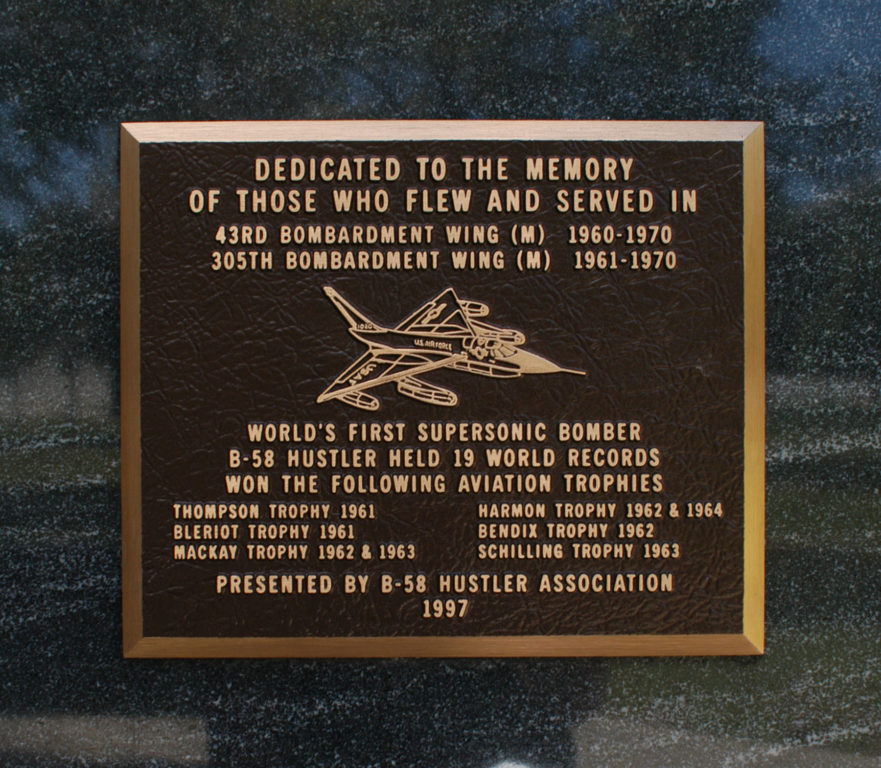 DEDICATED TO THE MEMORY
OF THOSE WHO FLEW AND SERVED IN
43RD BOMBARDMENT WING (M) 1960-1970
305TH BOMBARDMENT WING (M) 1961-1970
U.S. AIR FORCE
USAF
WORLD'S FIRST SUPERSONIC BOMBER
B-58 HUSTLER HELD 19 WORLD RECORDS
WON THE FOLLOWING AVIATION TROPHIES
THOMPSON TROPHY 1961
BLERIOT TROPHY 1961
MACKAY TROPHY 1962 & 1963
HARMON TROPHY 1962 & 1964
BENDIX TROPHY 1962
SCHILLING TROPHY 1963
PRESENTED BY B-58 HUSTLER ASSOCIATION
1997